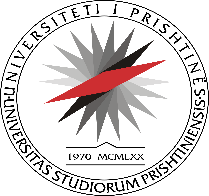 UNIVERSITETI I PRISHTINËS
UNIVERSITAS STUDIORUM PRISHTINIENSIS
1970 MCMLXX